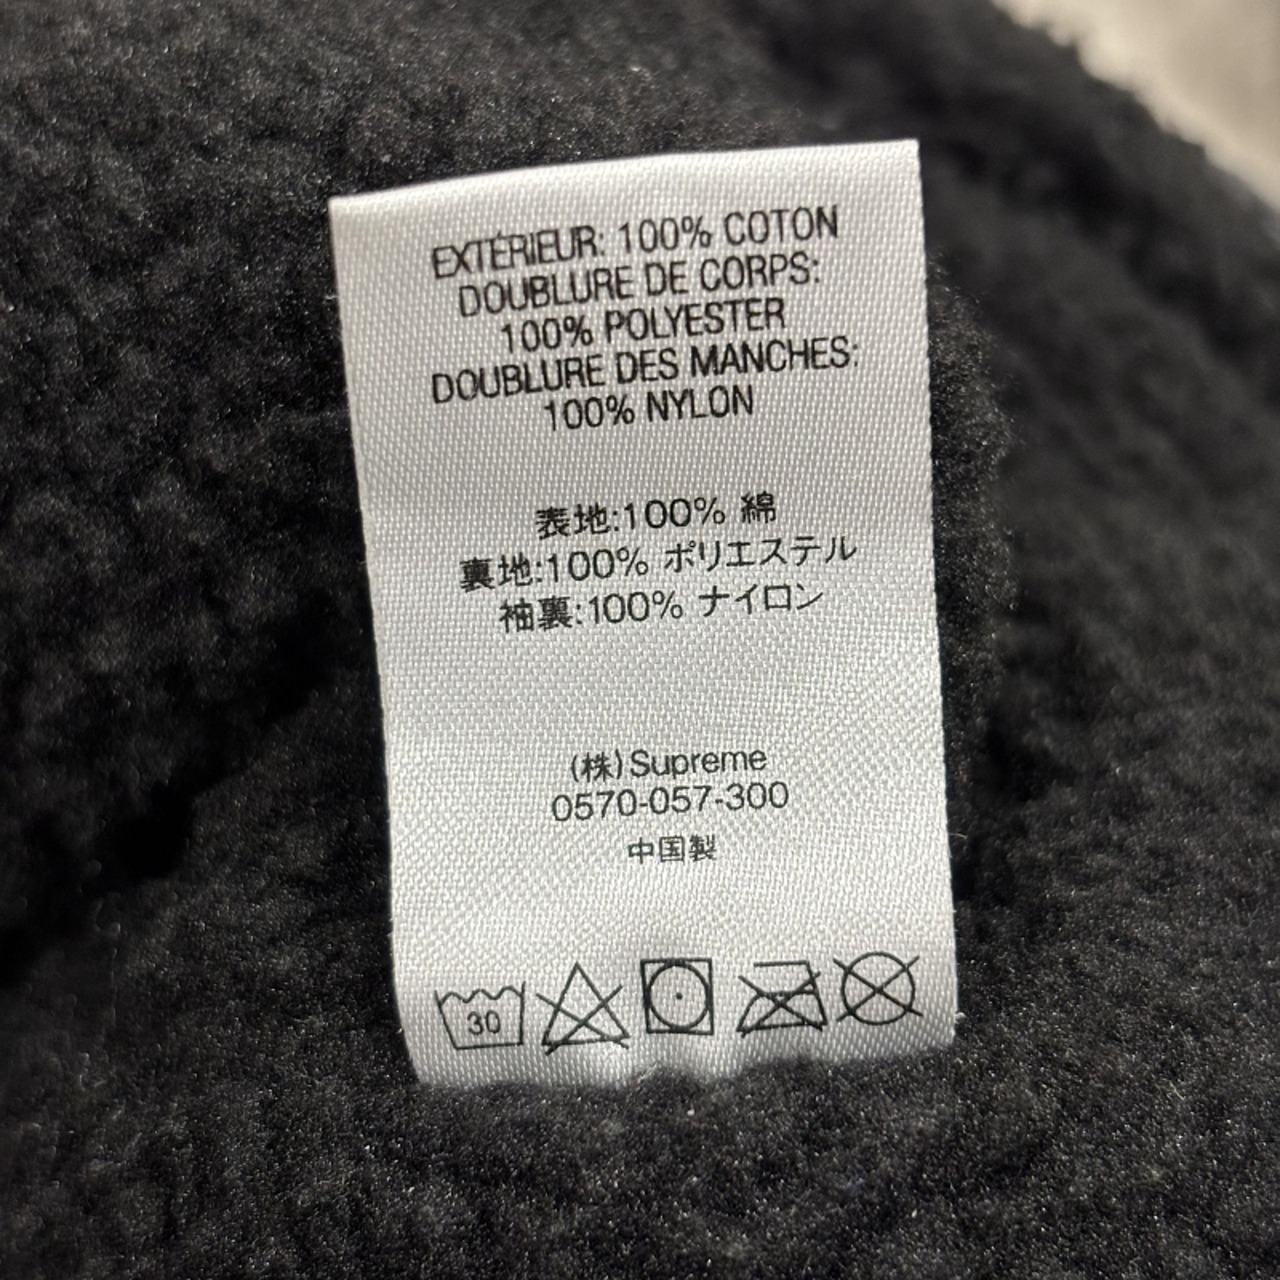 EXTÉRIEUR: 100% COTON
DOUBLURE DE CORPS:
100% POLYESTER
DOUBLURE DES MANCHES:
100% NYLON
表地:100% 綿
裏地:100% ポリエステル
袖裏:100% ナイロン
(株)Supreme
0570-057-300
中国製
30